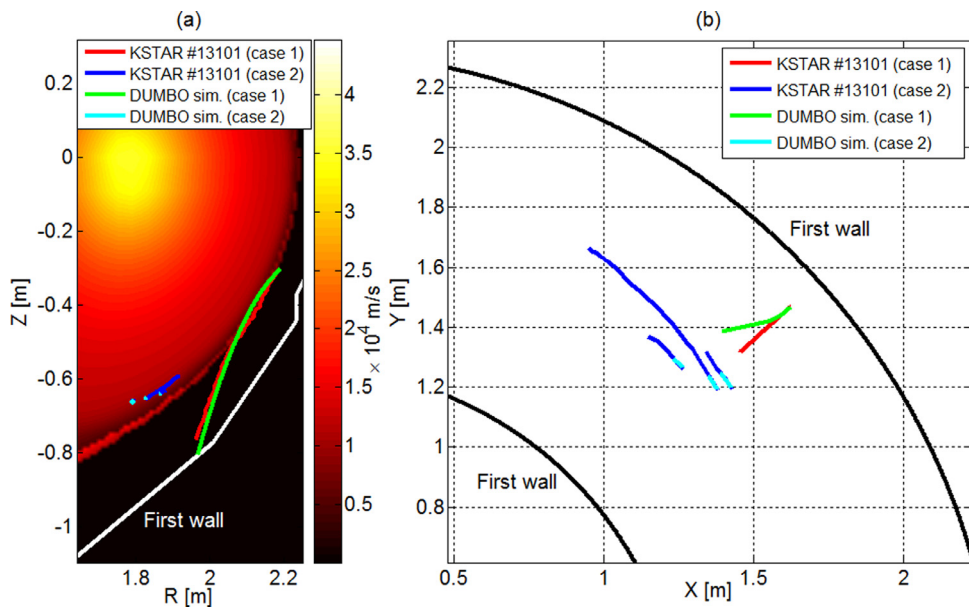 (a)
KSTAR #13101 (case 1)
KSTAR #13101 (case 2)
DUMBO sim. (case 1)
DUMBO sim. (case 2)
0.2
0
-0.2
-0.4
-0.6
-0.8
-1
Z [m]
1.8
2
2.2
R [m]
First wall
4
3.5
3
2.5
2
1.5
1
0.5
× 10⁴ m/s
(b)
KSTAR #13101 (case 1)
KSTAR #13101 (case 2)
DUMBO sim. (case 1)
DUMBO sim. (case 2)
First wall
First wall
2.2
2
1.8
1.6
1.4
1.2
1
0.8
Y [m]
0.5
1
1.5
2
X [m]